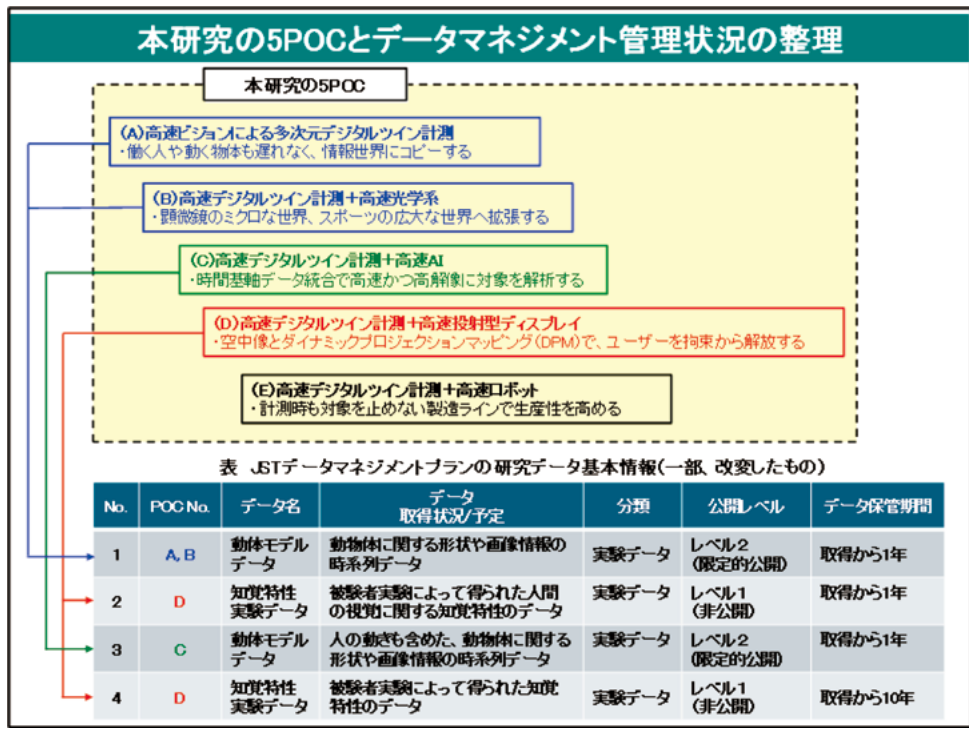 本研究の5POCとデータマネジメント管理状況の整理
本研究の5POC
(A)高速ビジョンによる多次元デジタルツイン計測
・働く人や動く物体も遅れなく、情報世界にコピーする
(B)高速デジタルツイン計測＋高速光学系
・顕微鏡のミクロな世界、スポーツの広大な世界へ拡張する
(C)高速デジタルツイン計測＋高速AI
・時間基軸データ統合で高速かつ高解像に対象を解析する
(D)高速デジタルツイン計測＋高速投射型ディスプレイ
・空中像とダイナミックプロジェクションマッピング(DPM)で、ユーザーを拘束から解放する
(E)高速デジタルツイン計測＋高速ロボット
・計測時も対象を止めない製造ラインで生産性を高める
表 JSTデータマネジメントプランの研究データ基本情報(一部、改変したもの)
No. POC No. データ名 データ 取得状況/予定 分類 公開レベル データ保管期間
1 A, B 動体モデル データ 動物体に関する形状や画像情報の 時系列データ 実験データ レベル2 (限定的公開) 取得から1年
2 D 知覚特性 実験データ 被験者実験によって得られた人間 の視覚に関する知覚特性のデータ 実験データ レベル1 (非公開) 取得から1年
3 C 動体モデル データ 人の動きも含めた、動物体に関する 形状や画像情報の時系列データ 実験データ レベル2 (限定的公開) 取得から1年
4 D 知覚特性 実験データ 被験者実験によって得られた知覚 特性のデータ 実験データ レベル1 (非公開) 取得から10年